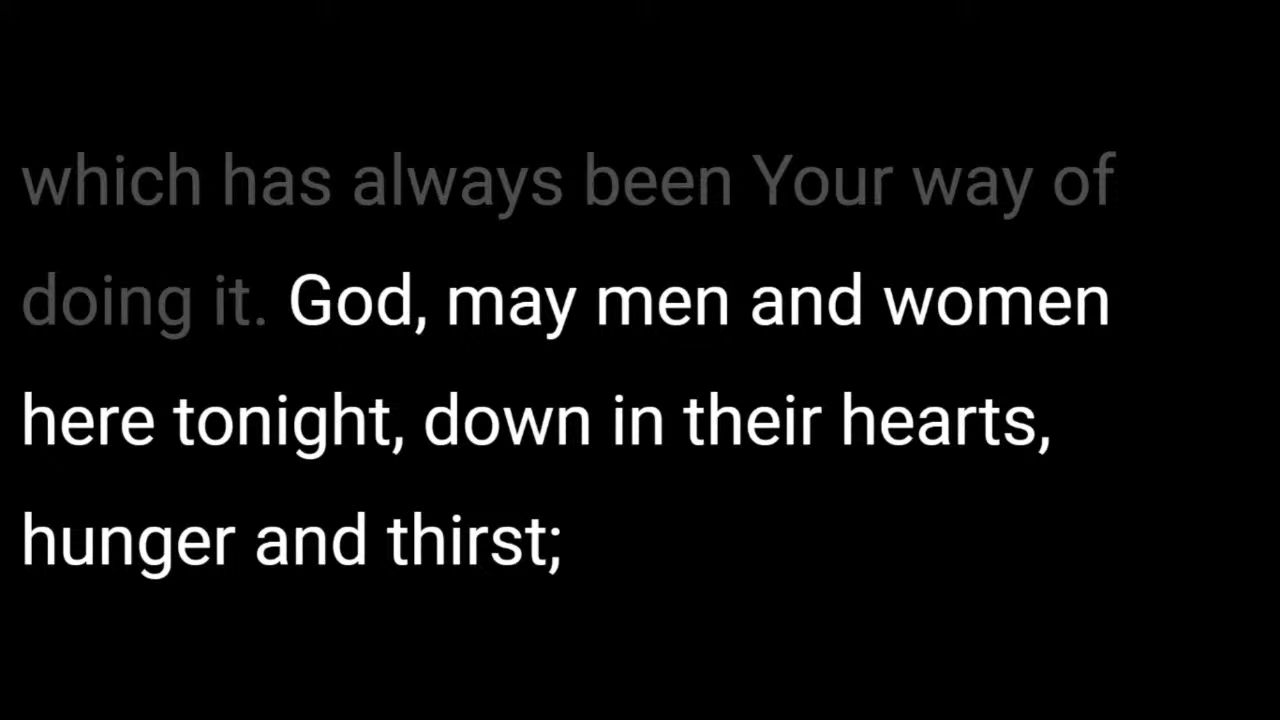 which has always been Your way of
doing it. God, may men and women
here tonight, down in their hearts,
hunger and thirst;